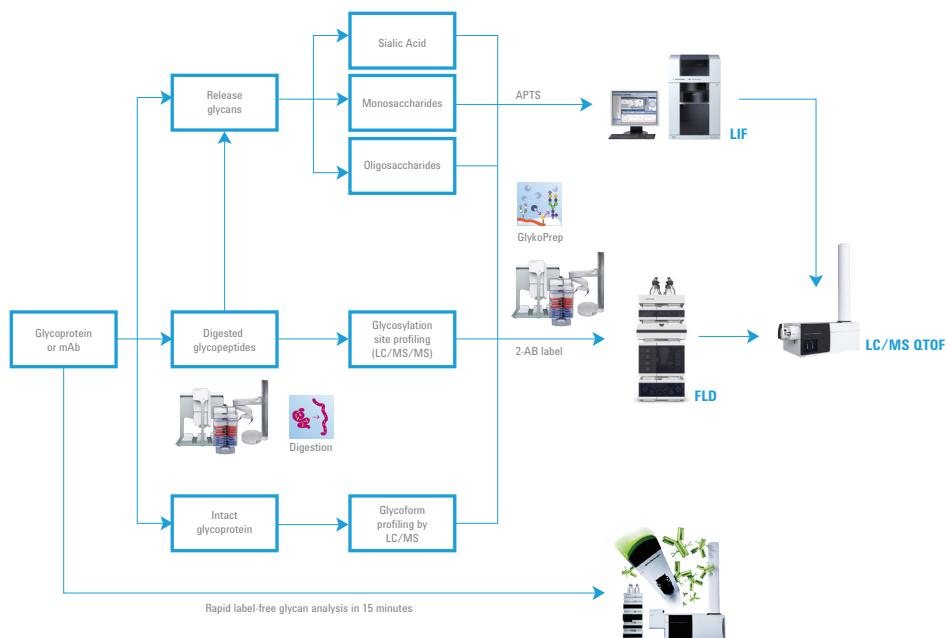 Sialic Acid
Release
glycans
Monosaccharides
APTS
LIF
Oligosaccharides
GlykoPrep
Glycoprotein
or mAb
Digested
glycopeptides
Glycosylation
site profiling
(LC/MS/MS)
2-AB label
LC/MS QTOF
FLD
Digestion
Intact
glycoprotein
Glycoform
profiling by
LC/MS
Rapid label-free glycan analysis in 15 minutes